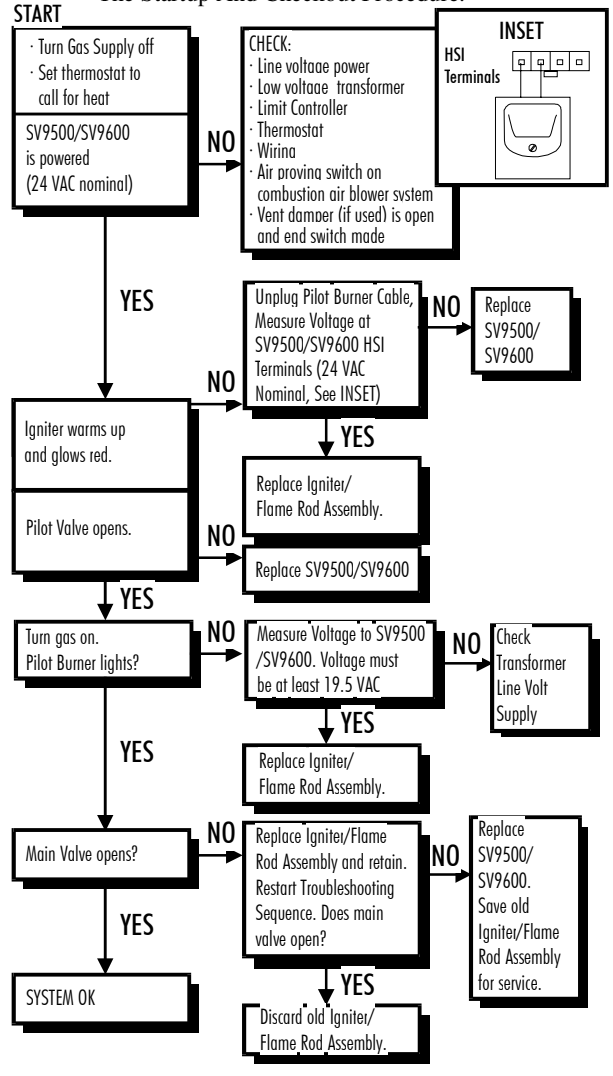 The Startup And Checkout Procedure.
START
· Turn Gas Supply off
· Set thermostat to
call for heat
SV9500/SV9600
is powered
(24 VAC nominal)
NO
CHECK:
· Line voltage power
· Low voltage transformer
· Limit Controller
· Thermostat
· Wiring
· Air proving switch on
combustion air blower system
· Vent damper (if used) is open
and end switch made
INSET
HSI
Terminals
YES
Igniter warms up
and glows red.
NO
Unplug Pilot Burner Cable,
Measure Voltage at
SV9500/SV9600 HSI
Terminals (24 VAC
Nominal, See INSET)
NO
Replace
SV9500/
SV9600
YES
Replace Igniter/
Flame Rod Assembly.
Pilot Valve opens.
NO
Replace SV9500/SV9600
YES
Turn gas on.
Pilot Burner lights?
NO
Measure Voltage to SV9500
/SV9600. Voltage must
be at least 19.5 VAC
NO
Check
Transformer
Line Volt
Supply
YES
Replace Igniter/
Flame Rod Assembly.
YES
Main Valve opens?
NO
Replace Igniter/Flame
Rod Assembly and retain.
Restart Troubleshooting
Sequence. Does main
valve open?
NO
Replace
SV9500/
SV9600.
Save old
Igniter/Flame
Rod Assembly
for service.
YES
Discard old Igniter/
Flame Rod Assembly.
YES
SYSTEM OK